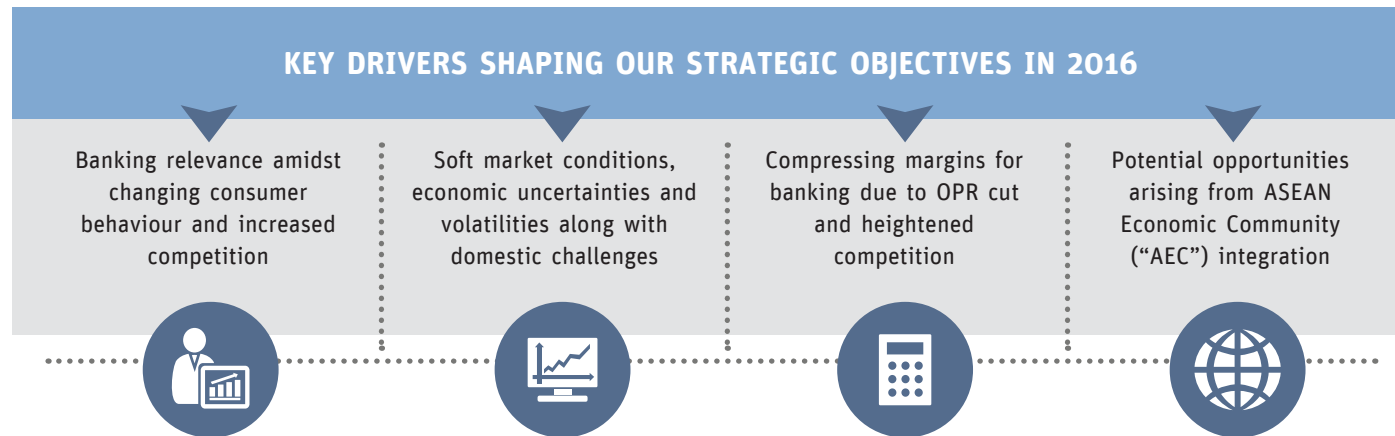 KEY DRIVERS SHAPING OUR STRATEGIC OBJECTIVES IN 2016
Banking relevance amidst
changing consumer
behaviour and increased
competition
Soft market conditions,
economic uncertainties and
volatilities along with
domestic challenges
Compressing margins for
banking due to OPR cut
and heightened
competition
Potential opportunities
arising from ASEAN
Economic Community
(“AEC”) integration